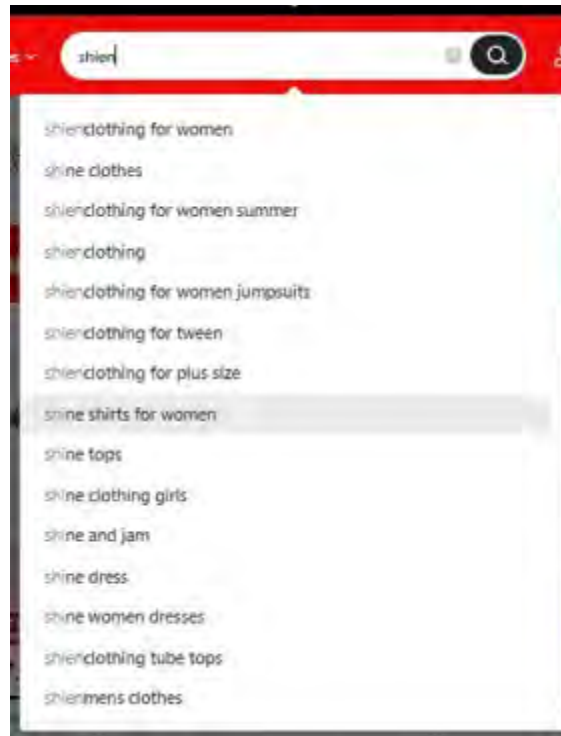 shien
shienclothing for women
shine clothes
shienclothing for women summer
shienclothing
shienclothing for women jumpsuits
shienclothing for tween
shienclothing for plus size
shine shirts for women
shine tops
shine clothing girls
shine and jam
shine dress
shine women dresses
shienclothing tube tops
shienmens clothes